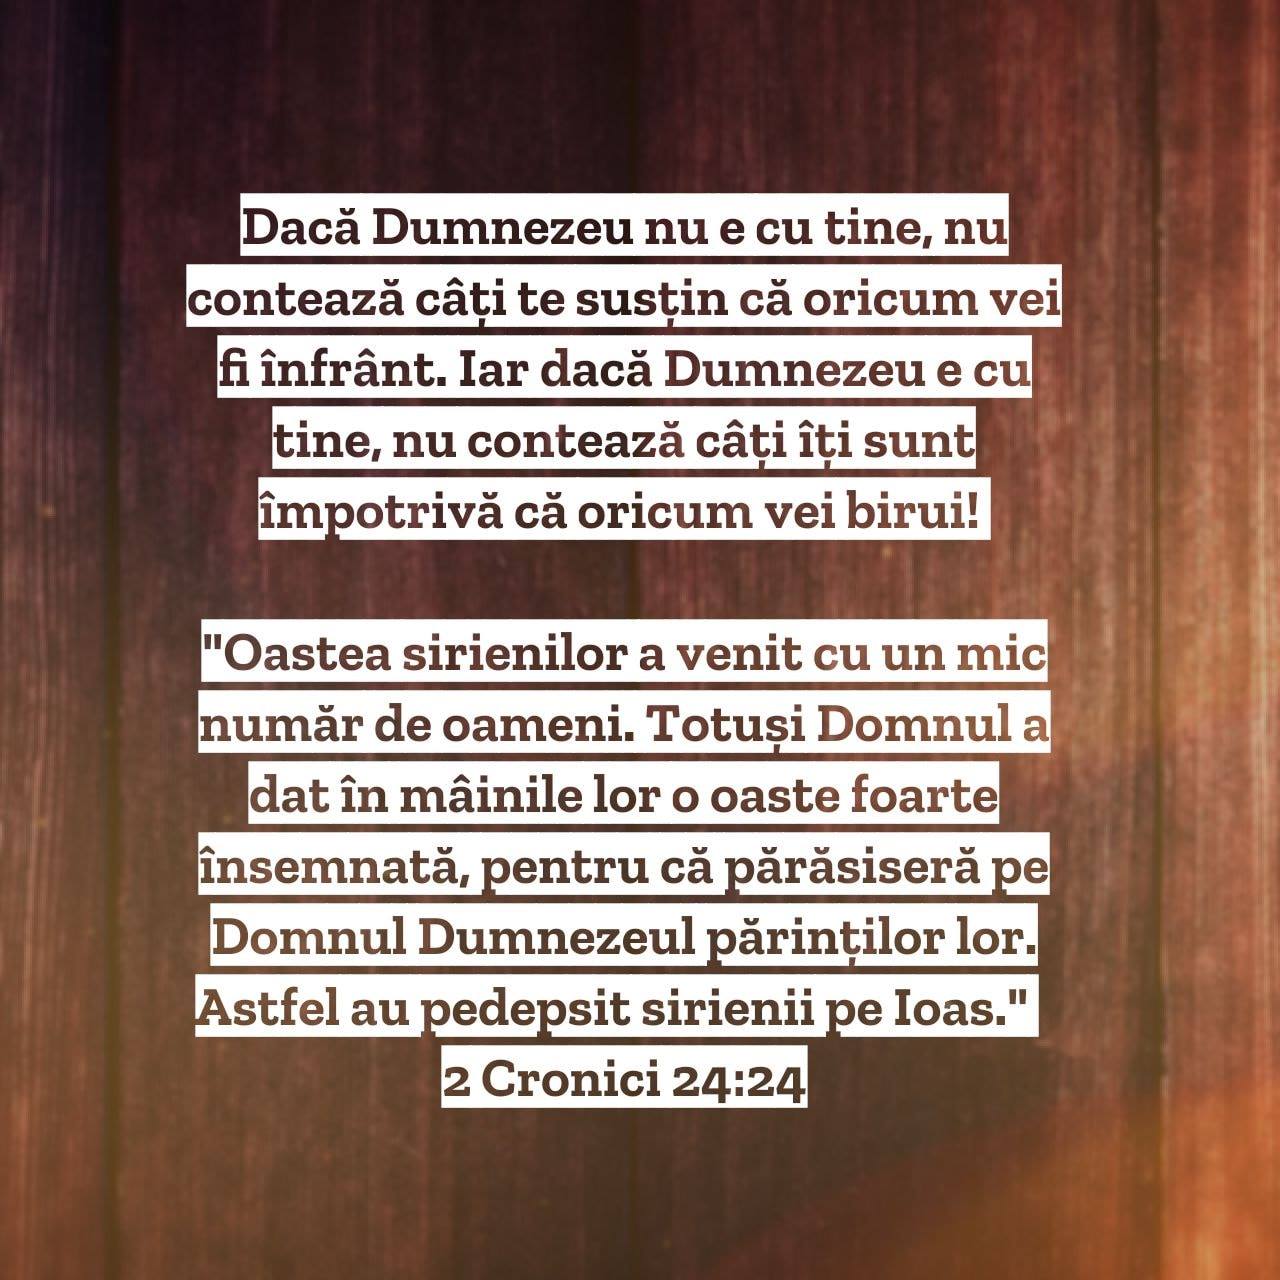 Dacă Dumnezeu nu e cu tine, nu
contează câți te susțin că oricum vei
fi înfrânt. Iar dacă Dumnezeu e cu
tine, nu contează câți îți sunt
împotrivă că oricum vei birui!
"Oastea sirienilor a venit cu un mic
număr de oameni. Totuși Domnul a
dat în mâinile lor o oaste foarte
însemnată, pentru că părăsiseră pe
Domnul Dumnezeul părinților lor.
Astfel au pedepsit sirienii pe Ioas."
2 Cronici 24:24